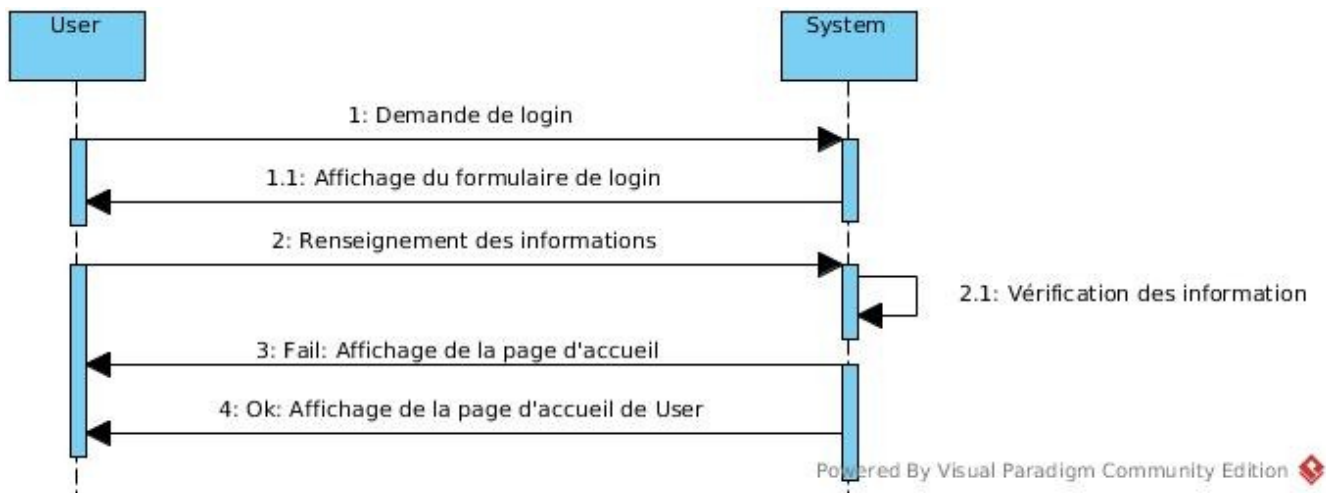 User
System
1: Demande de login
1.1: Affichage du formulaire de login
2: Renseignement des informations
2.1: Vérification des information
3: Fail: Affichage de la page d'accueil
4: Ok: Affichage de la page d'accueil de User
Powered By Visual Paradigm Community Edition